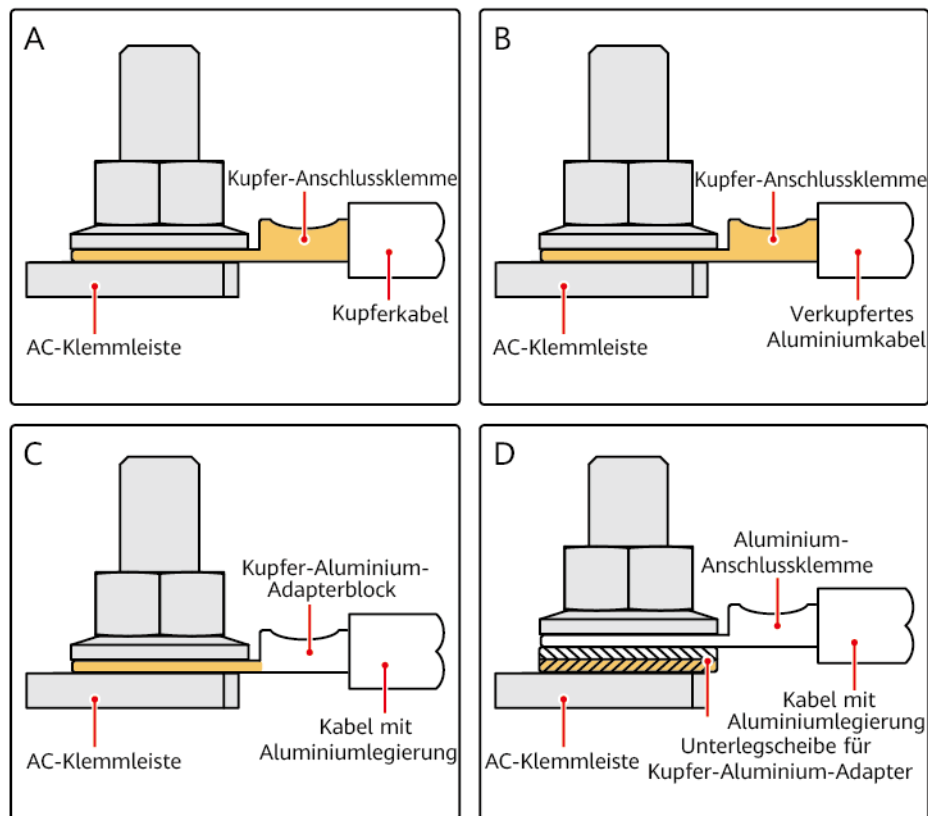 A
Kupfer-Anschlussklemme
Kupferkabel
AC-Klemmleiste
B
Kupfer-Anschlussklemme
Verkupfertes
Aluminiumkabel
AC-Klemmleiste
C
Kupfer-Aluminium-
Adapterblock
Kabel mit
Aluminiumlegierung
AC-Klemmleiste
D
Aluminium-
Anschlussklemme
Kabel mit
Aluminiumlegierung
Unterlegscheibe für
Kupfer-Aluminium-Adapter
AC-Klemmleiste